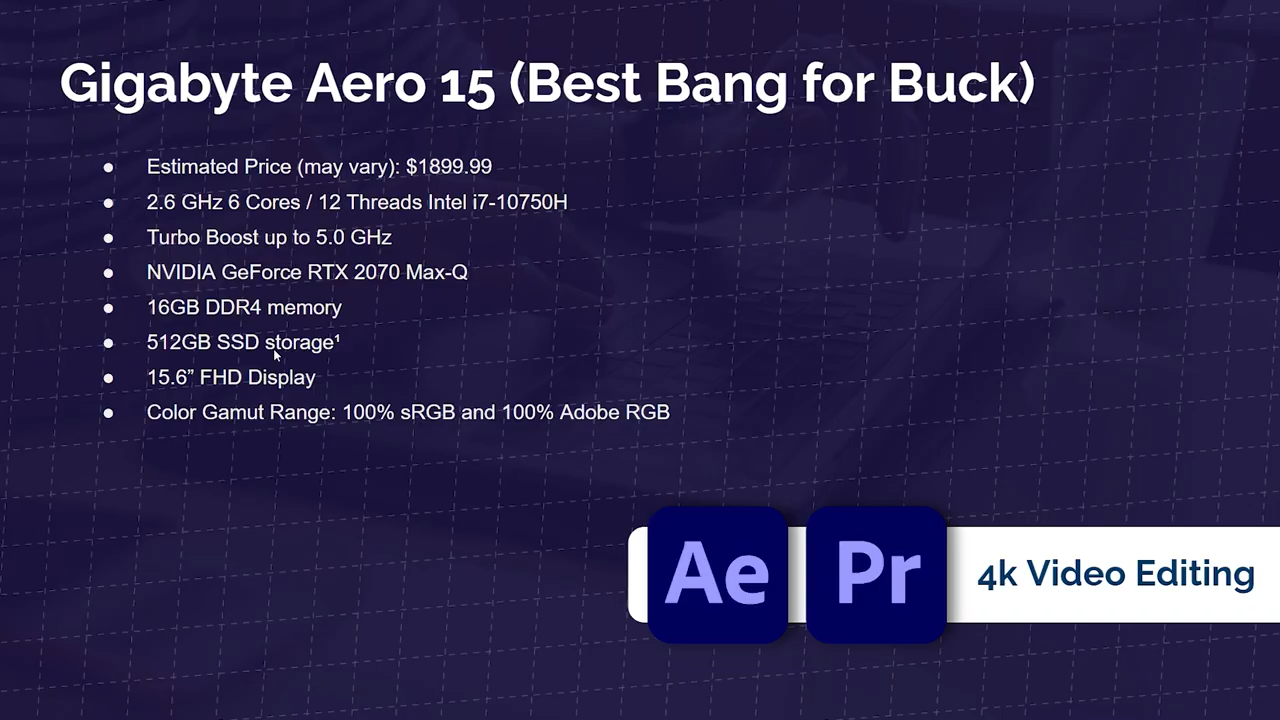 Gigabyte Aero 15 (Best Bang for Buck)
● Estimated Price (may vary): $1899.99
● 2.6 GHz 6 Cores / 12 Threads Intel i7-10750H
● Turbo Boost up to 5.0 GHz
● NVIDIA GeForce RTX 2070 Max-Q
● 16GB DDR4 memory
● 512GB SSD storage¹
● 15.6” FHD Display
● Color Gamut Range: 100% sRGB and 100% Adobe RGB
Ae Pr 4k Video Editing